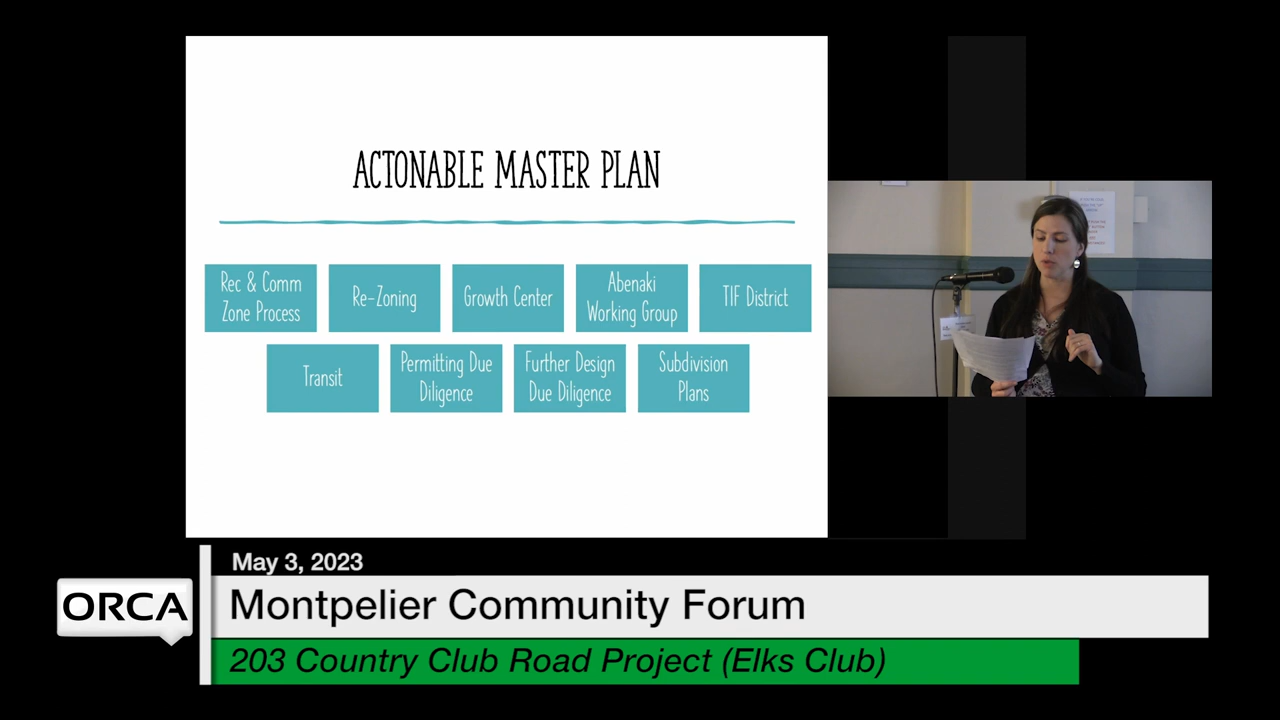 ACTONABLE MASTER PLAN
Rec & Comm
Zone Process
Re-Zoning
Growth Center
Abenaki
Working Group
TIF District
Transit
Permitting Due
Diligence
Further Design
Due Diligence
Subdivision
Plans
May 3, 2023
ORCA
Montpelier Community Forum
203 Country Club Road Project (Elks Club)